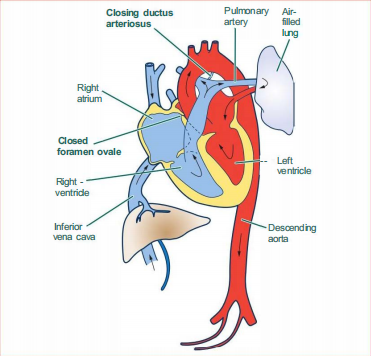 Closing ductus
arteriosus
Pulmonary
artery
Air-
filled
lung
Right
atrium
Closed
foramen ovale
Right -
ventricle
Left
ventricle
Inferior
vena cava
Descending
aorta